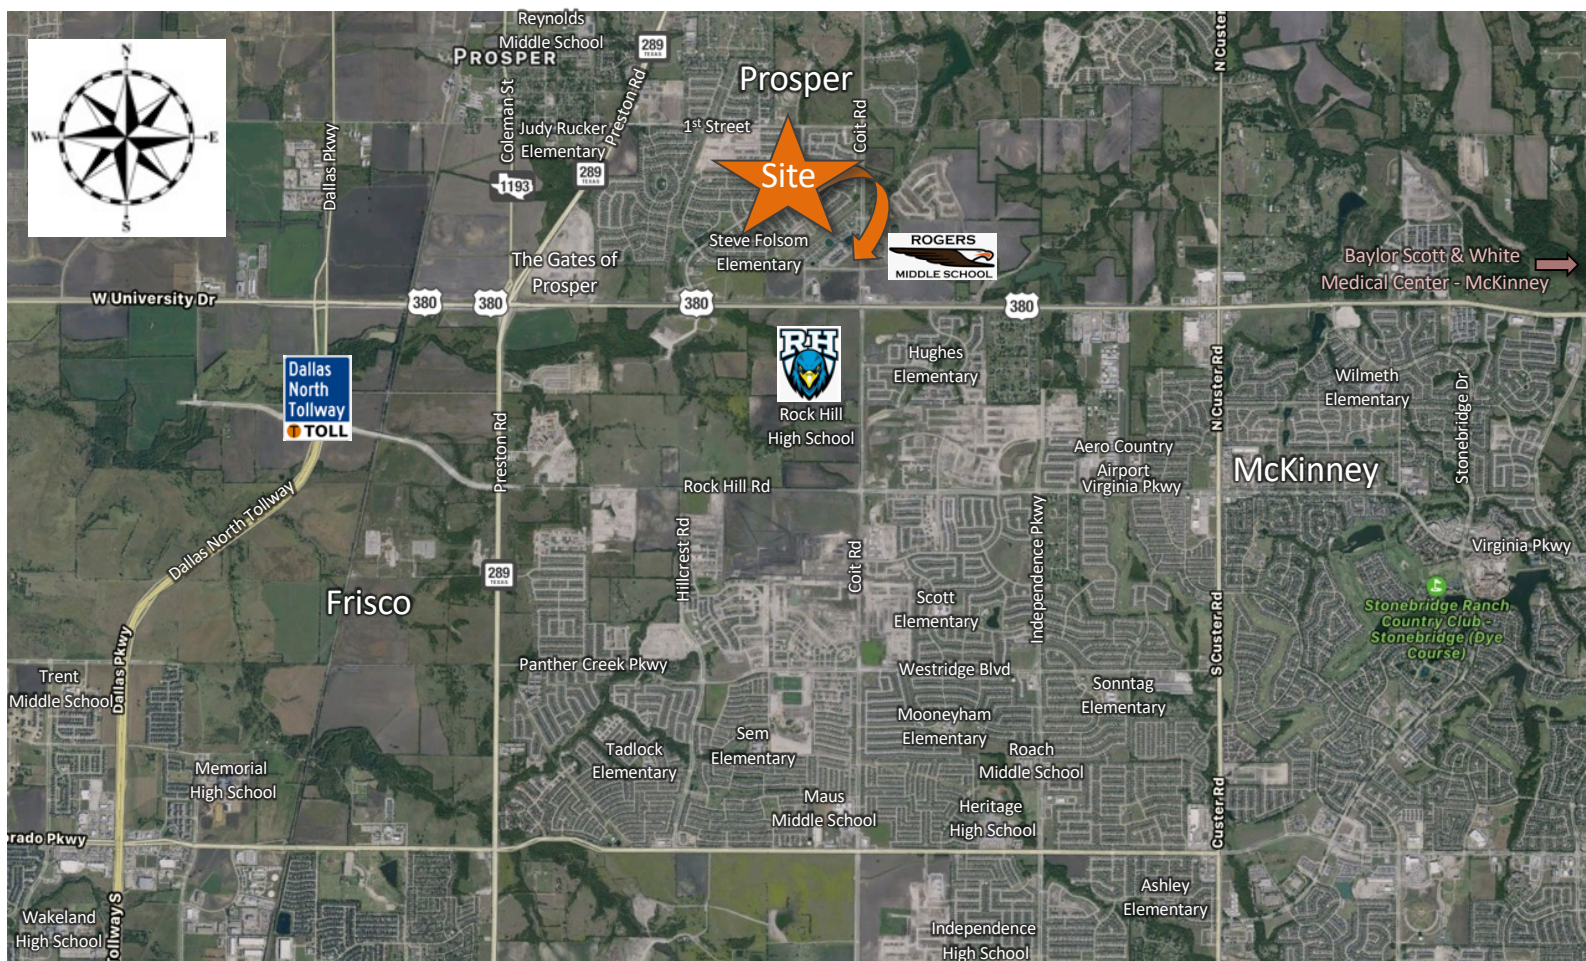 Reynolds
Middle School
289
TEXAS
PROSPER
N Custer
N
W
E
S
Prosper
Coleman St
Preston Rd
Dallas Pkwy
1st Street
Coit Rd
Judy Rucker
Elementary
289
TEXAS
1193
Site
Steve Folsom
Elementary
ROGERS
MIDDLE SCHOOL
The Gates of
Prosper
Baylor Scott & White
Medical Center - McKinney
W University Dr
380
380
380
380
RH
Rock Hill
High School
Hughes
Elementary
Dallas
North
Tollway
T TOLL
N Custer Rd
Wilmeth
Elementary
Stonebridge Dr
Preston Rd
Aero Country
Airport
Virginia Pkwy
McKinney
Rock Hill Rd
Dallas North Tollway
Hillcrest Rd
Coit Rd
Independence Pkwy
Virginia Pkwy
289
TEXAS
Frisco
Scott
Elementary
Stonebridge Ranch
Country Club -
Stonebridge (Dye
Course)
S Custer Rd
Dallas Pkwy
Panther Creek Pkwy
Westridge Blvd
Trent
Middle School
Sonntag
Elementary
Mooneyham
Elementary
Sem
Elementary
Tadlock
Elementary
Roach
Middle School
Memorial
High School
Maus
Middle School
Heritage
High School
Custer Rd
orado Pkwy
Ashley
Elementary
Wakeland
High School
Tollway S
Independence
High School